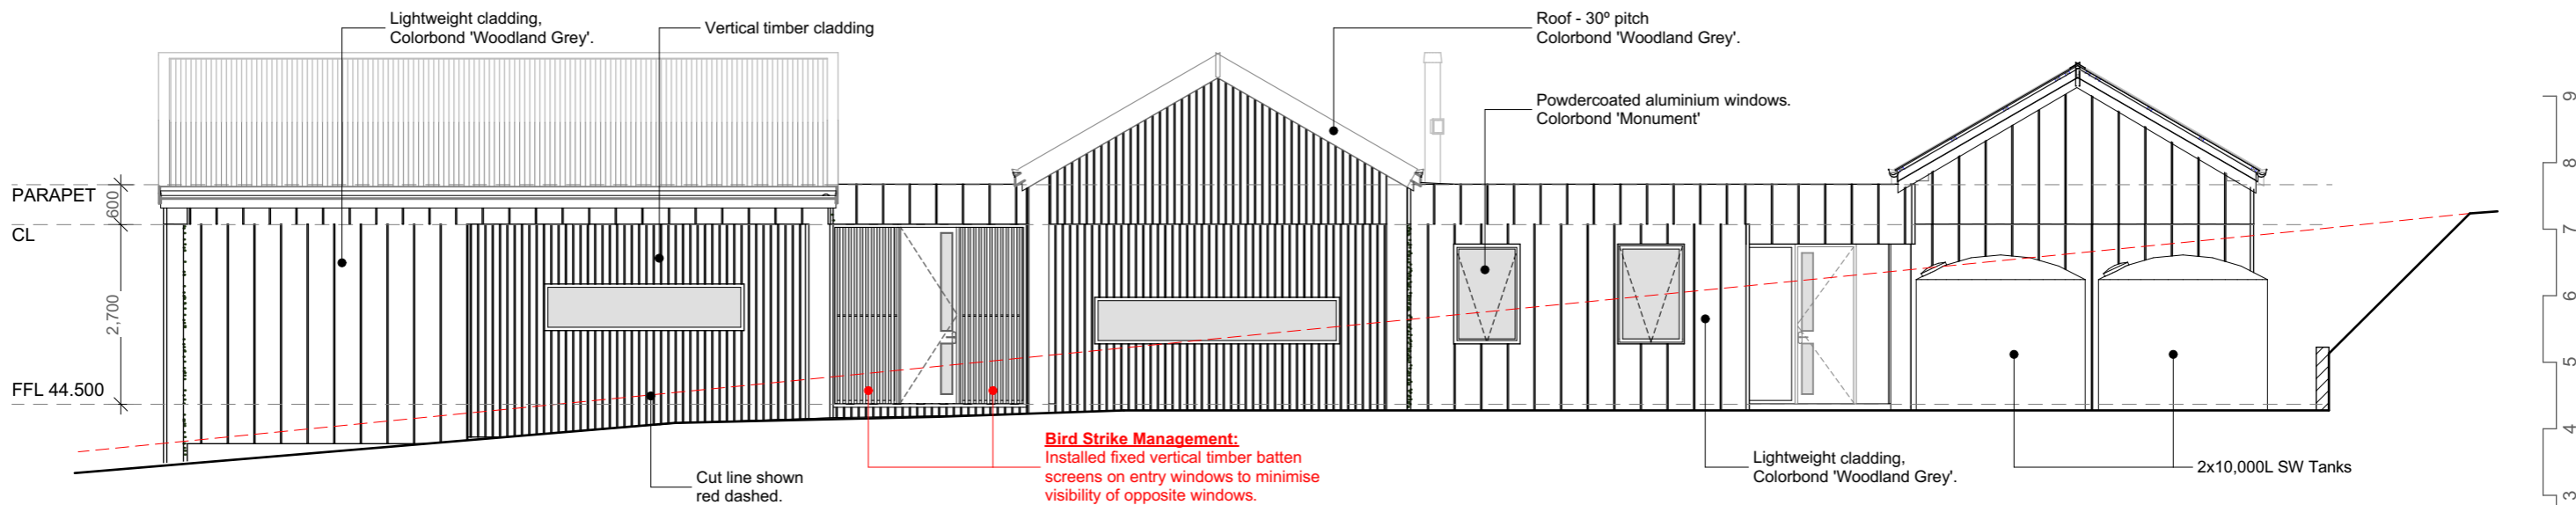 Lightweight cladding,
Colorbond 'Woodland Grey'.
Vertical timber cladding
Roof - 30º pitch
Colorbond 'Woodland Grey'.
Powdercoated aluminium windows.
Colorbond 'Monument'
PARAPET
600
CL
2,700
FFL 44.500
Cut line shown
red dashed.
Bird Strike Management:
Installed fixed vertical timber batten
screens on entry windows to minimise
visibility of opposite windows.
Lightweight cladding,
Colorbond 'Woodland Grey'.
2x10,000L SW Tanks
9
8
7
6
5
4
3